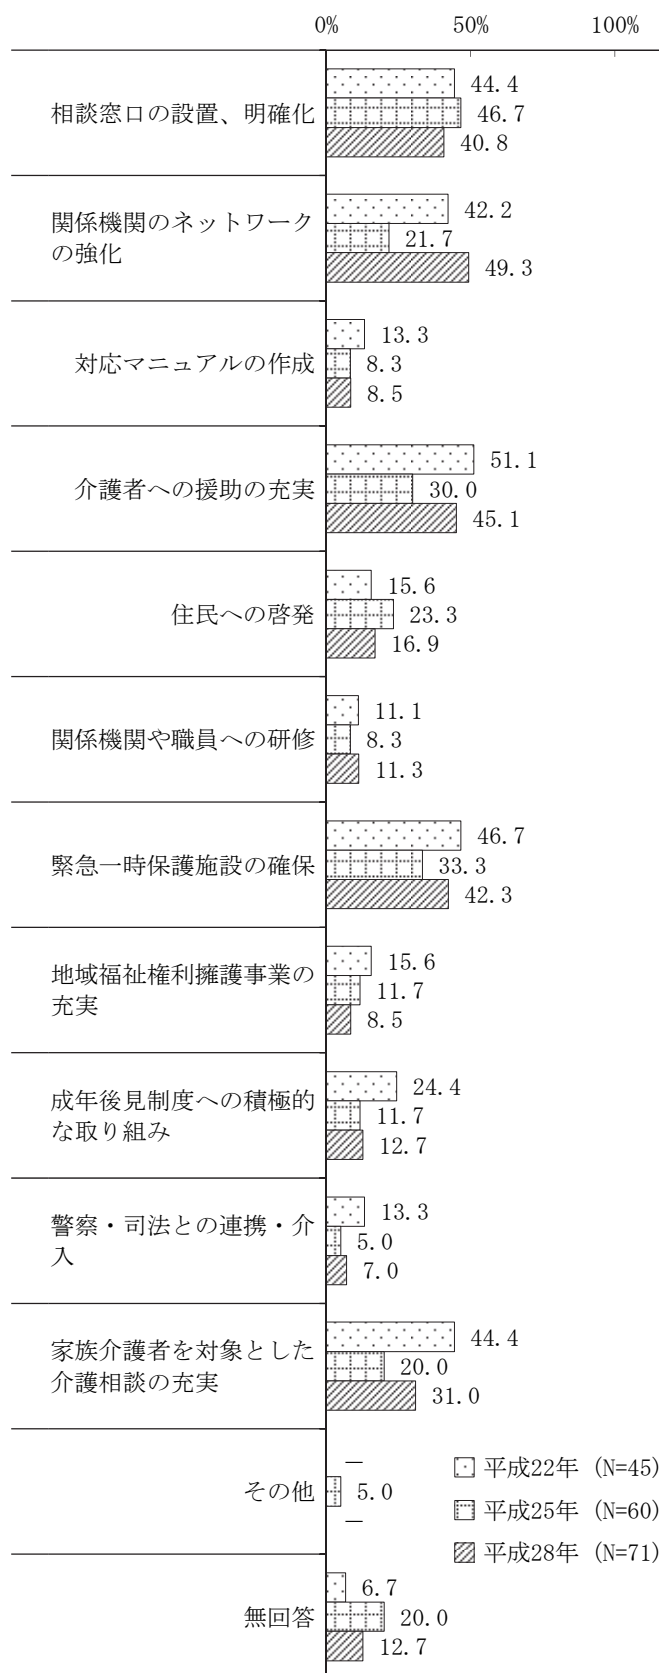 0% 50% 100%
相談窓口の設置、明確化
44.4
46.7
40.8
関係機関のネットワーク
の強化
42.2
21.7
49.3
対応マニュアルの作成
13.3
8.3
8.5
介護者への援助の充実
51.1
30.0
45.1
住民への啓発
15.6
23.3
16.9
関係機関や職員への研修
11.1
8.3
11.3
緊急一時保護施設の確保
46.7
33.3
42.3
地域福祉権利擁護事業の
充実
15.6
11.7
8.5
成年後見制度への積極的
な取り組み
24.4
11.7
12.7
警察・司法との連携・介
入
13.3
5.0
7.0
家族介護者を対象とした
介護相談の充実
44.4
20.0
31.0
その他
－
5.0
－
平成22年 (N=45)
平成25年 (N=60)
平成28年 (N=71)
無回答
6.7
20.0
12.7